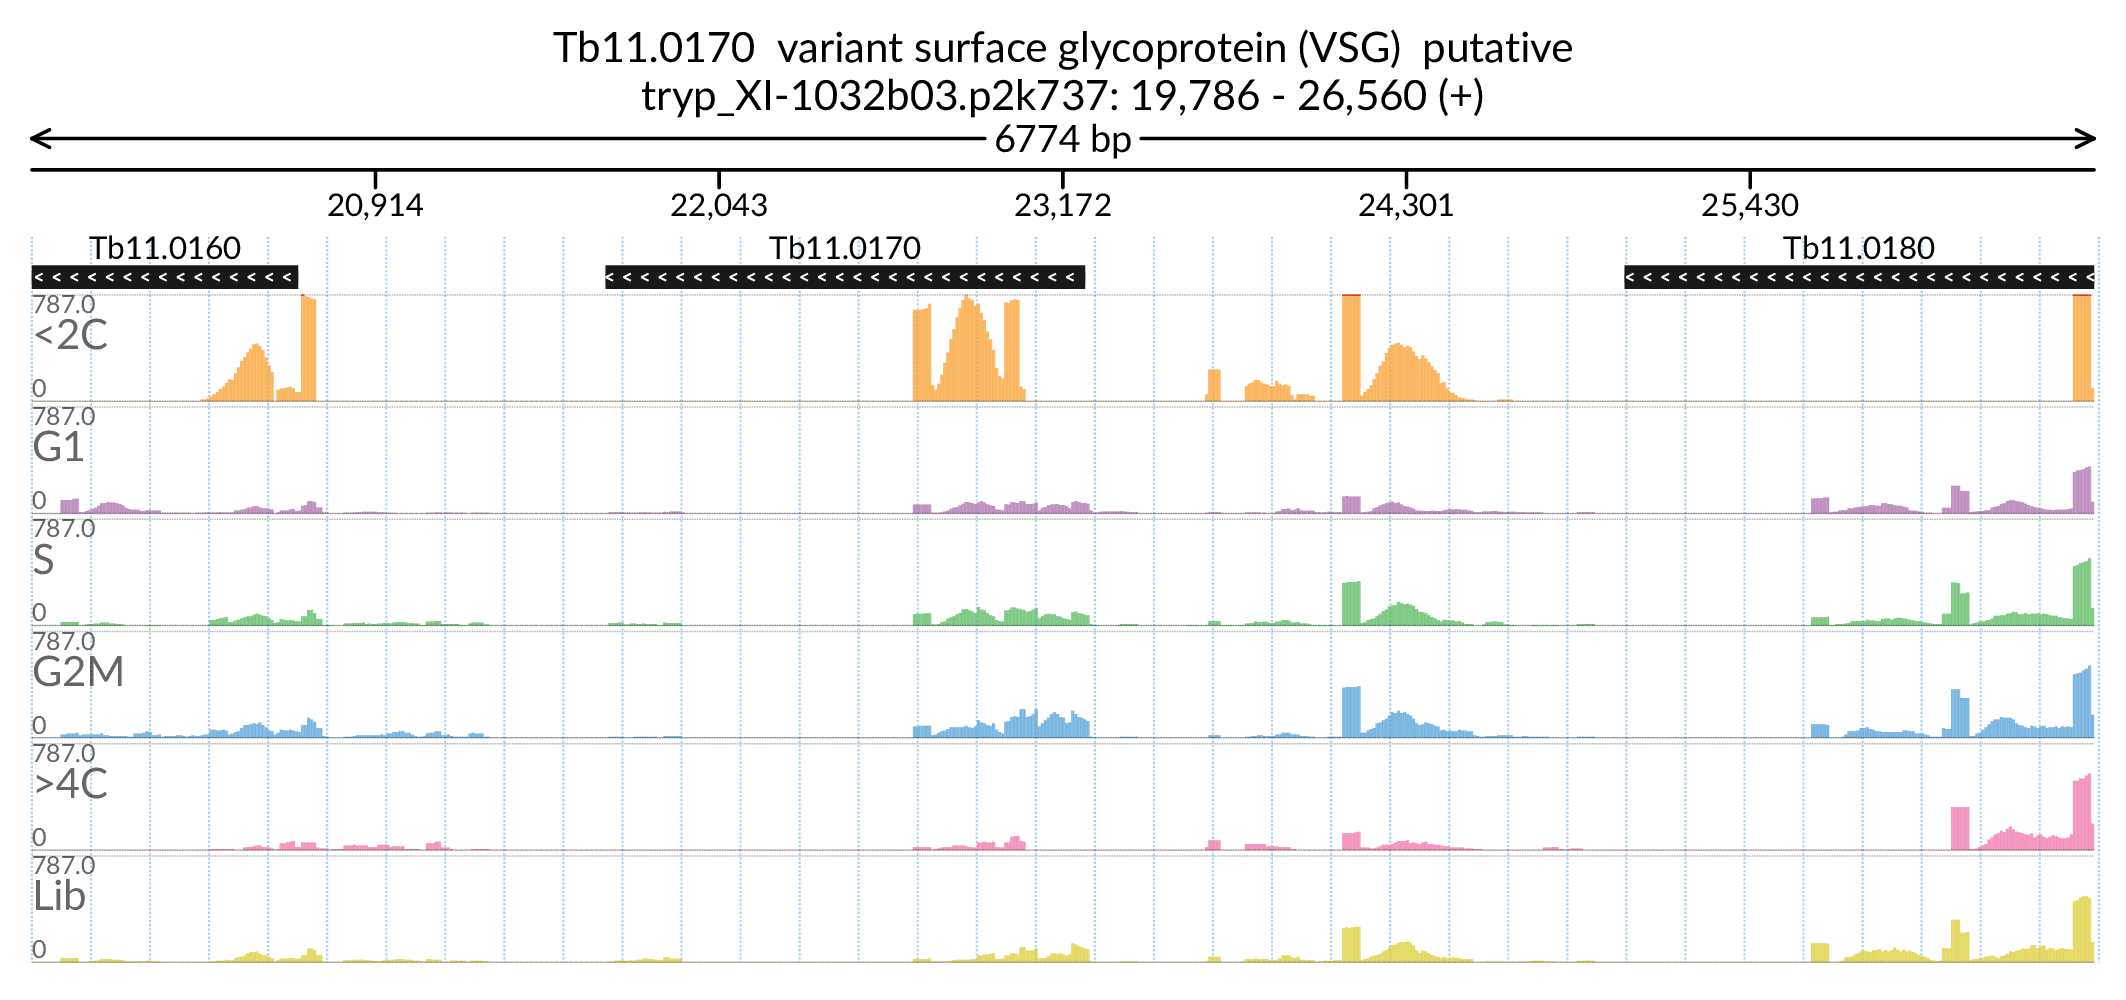 Tb11.0170 variant surface glycoprotein (VSG) putative
tryp_XI-1032b03.p2k737: 19,786 - 26,560 (+)
6774 bp
20,914 22,043 23,172 24,301 25,430
Tb11.0160 Tb11.0170 Tb11.0180
787.0
<2C
0
787.0
G1
0
787.0
S
0
787.0
G2M
0
787.0
>4C
0
787.0
Lib
0